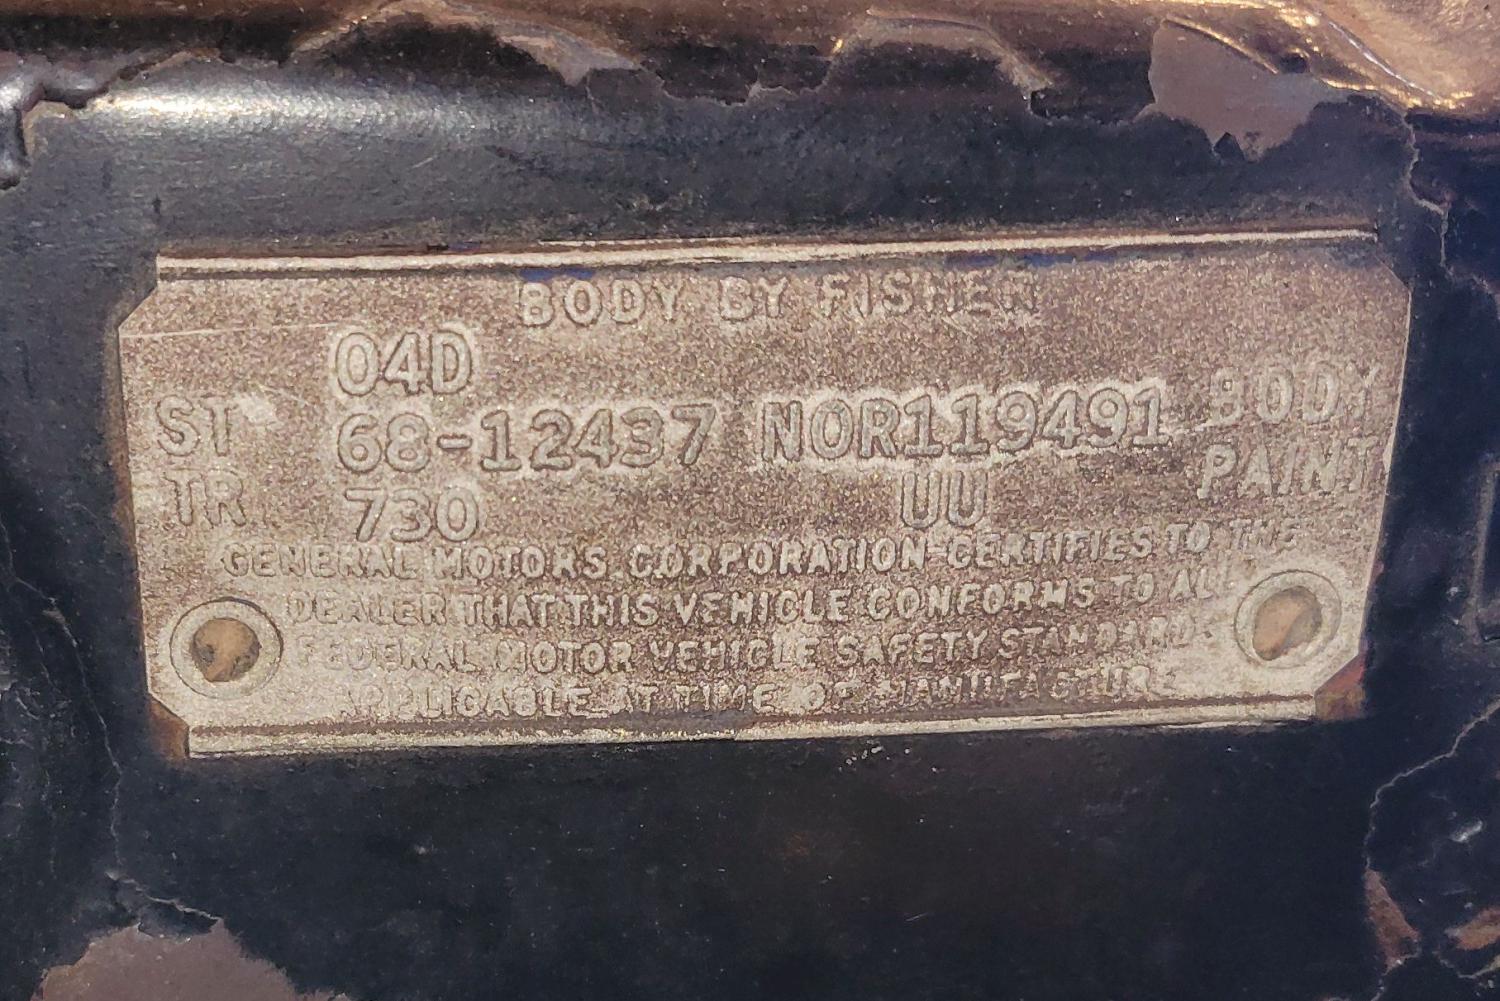 BODY BY FISHER
04D
ST 68-12437 NOR119491 BODY
TR 730 UU PAINT
GENERAL MOTORS CORPORATION CERTIFIES TO THE
DEALER THAT THIS VEHICLE CONFORMS TO ALL
FEDERAL MOTOR VEHICLE SAFETY STANDARDS
APPLICABLE AT TIME OF MANUFACTURE